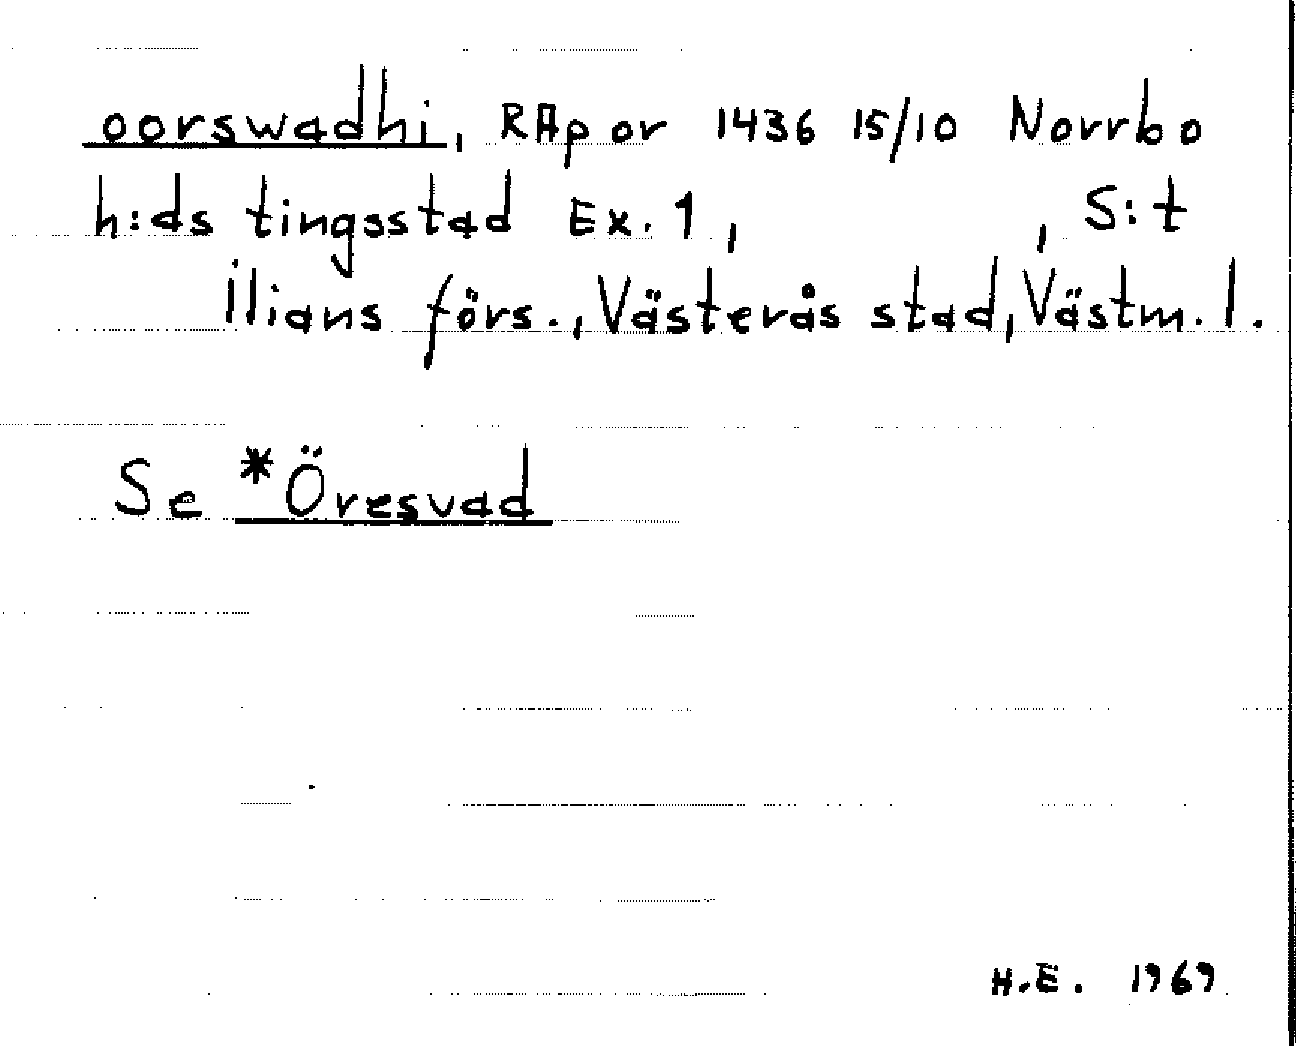 oorswadhi, RAp or 1436 15/10 Norrbo
h:ds tingsstad Ex. 1, , S:t
Ilians förs., Västerås stad, Västm. l.
Se *Öresvad
H.E. 1969